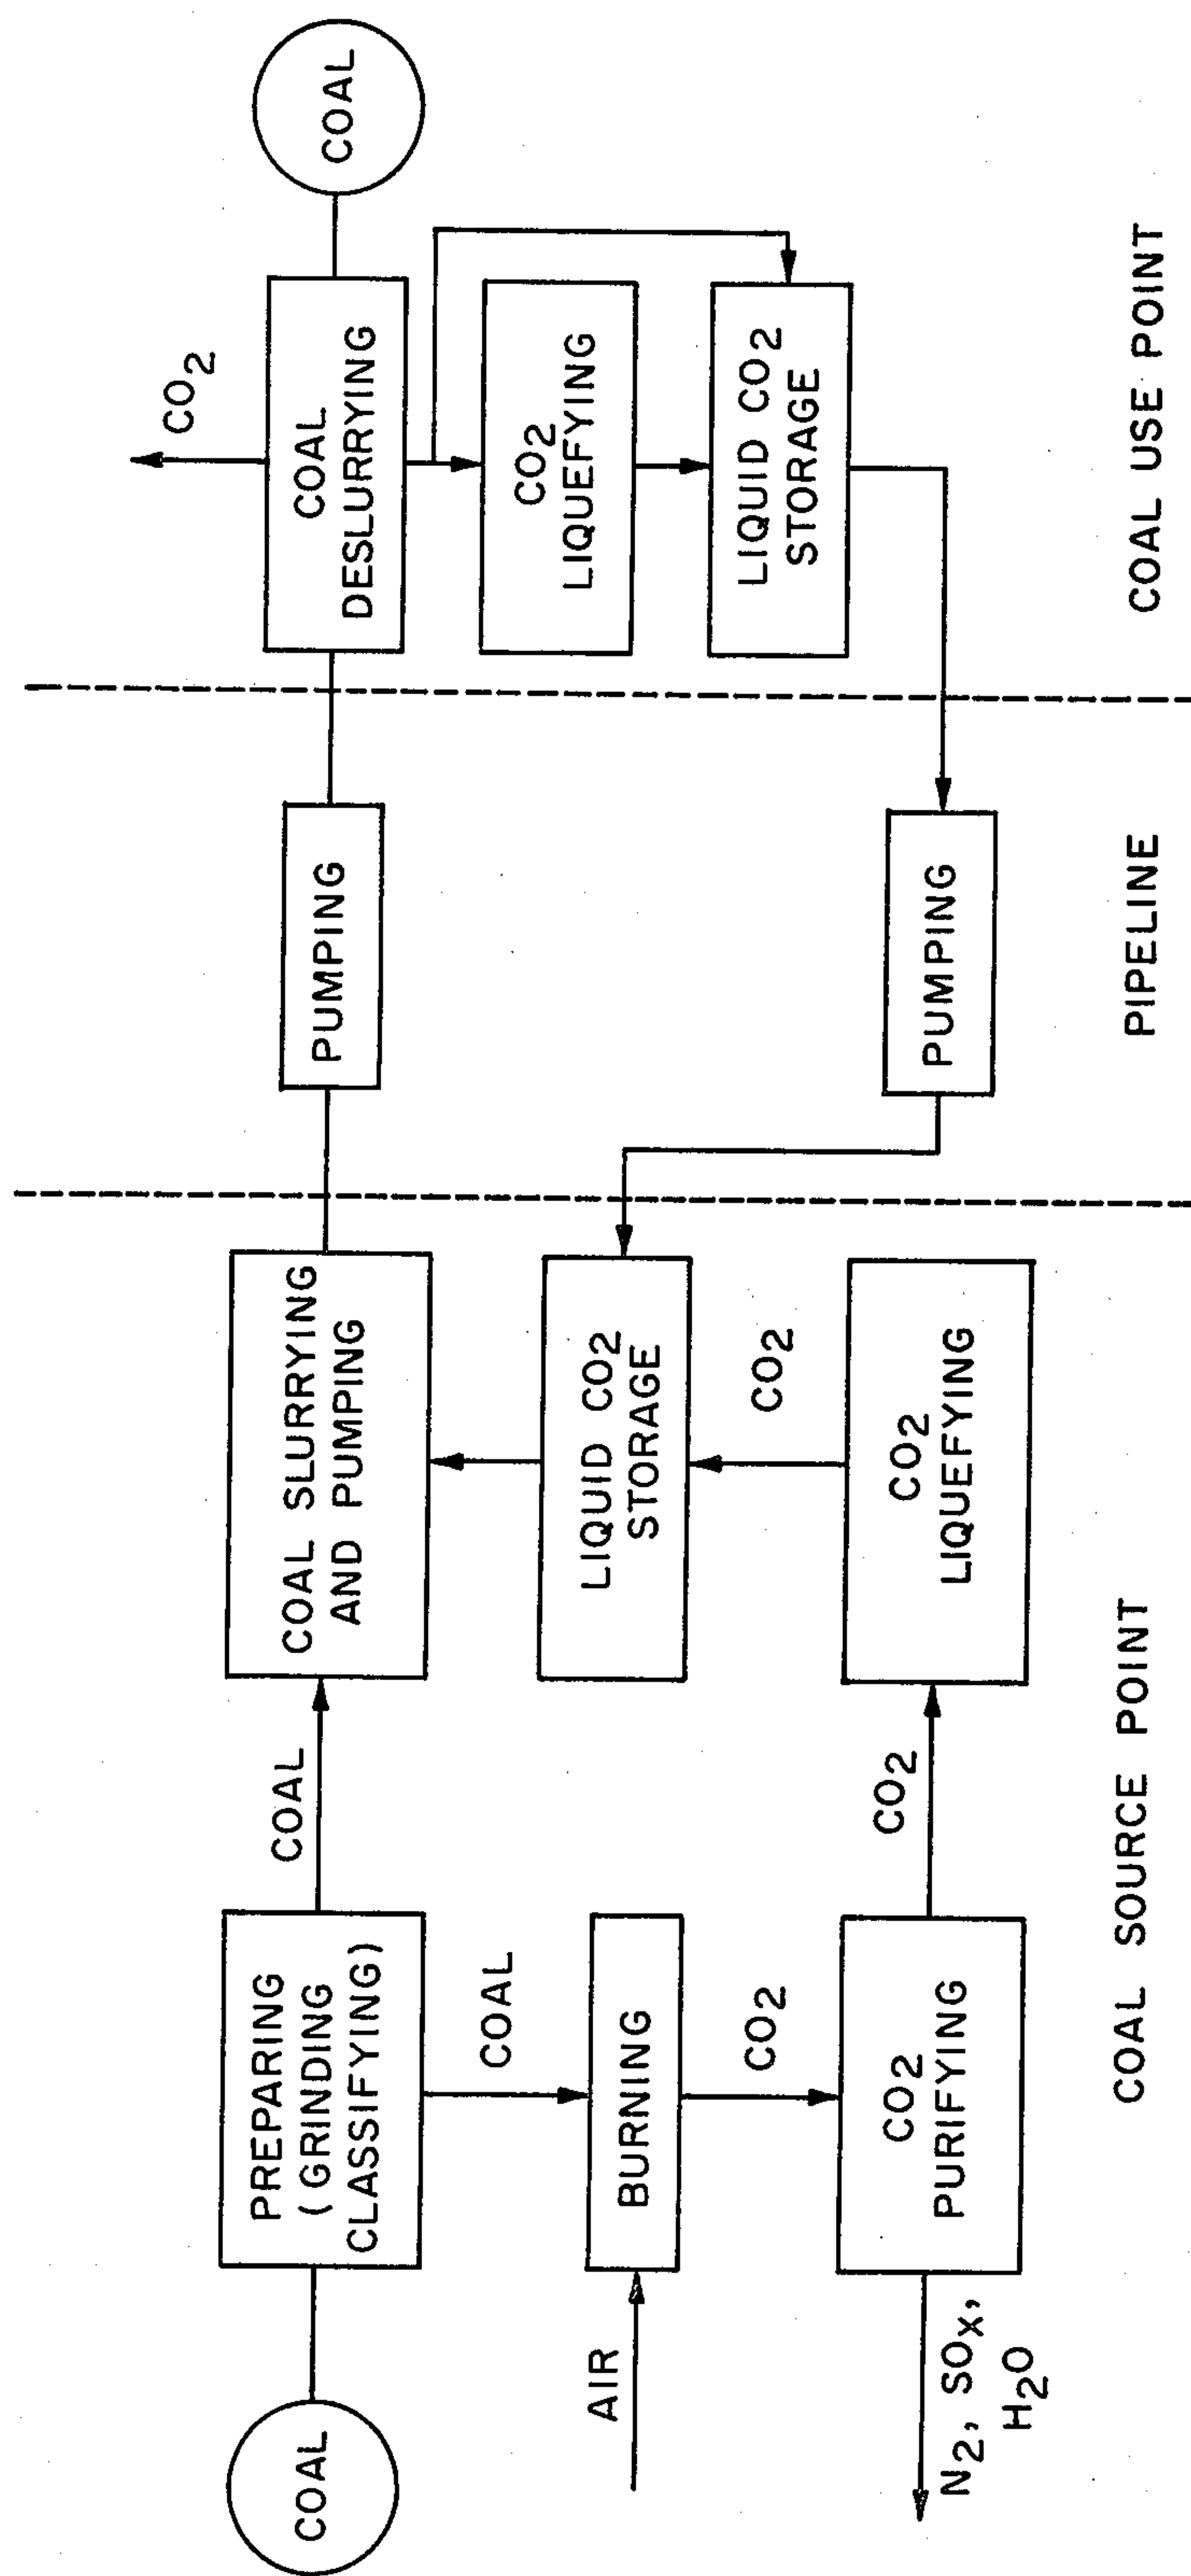 COAL
PREPARING
(GRINDING
CLASSIFYING)
COAL
COAL SLURRYING
AND PUMPING
PUMPING
CO2
COAL
DESLURRYING
COAL
COAL
AIR
BURNING
CO2
LIQUID CO2
STORAGE
CO2
LIQUEFYING
CO2
N2, SOX,
H2O
CO2
PURIFYING
CO2
CO2
LIQUEFYING
PUMPING
LIQUID CO2
STORAGE
COAL SOURCE POINT
PIPELINE
COAL USE POINT